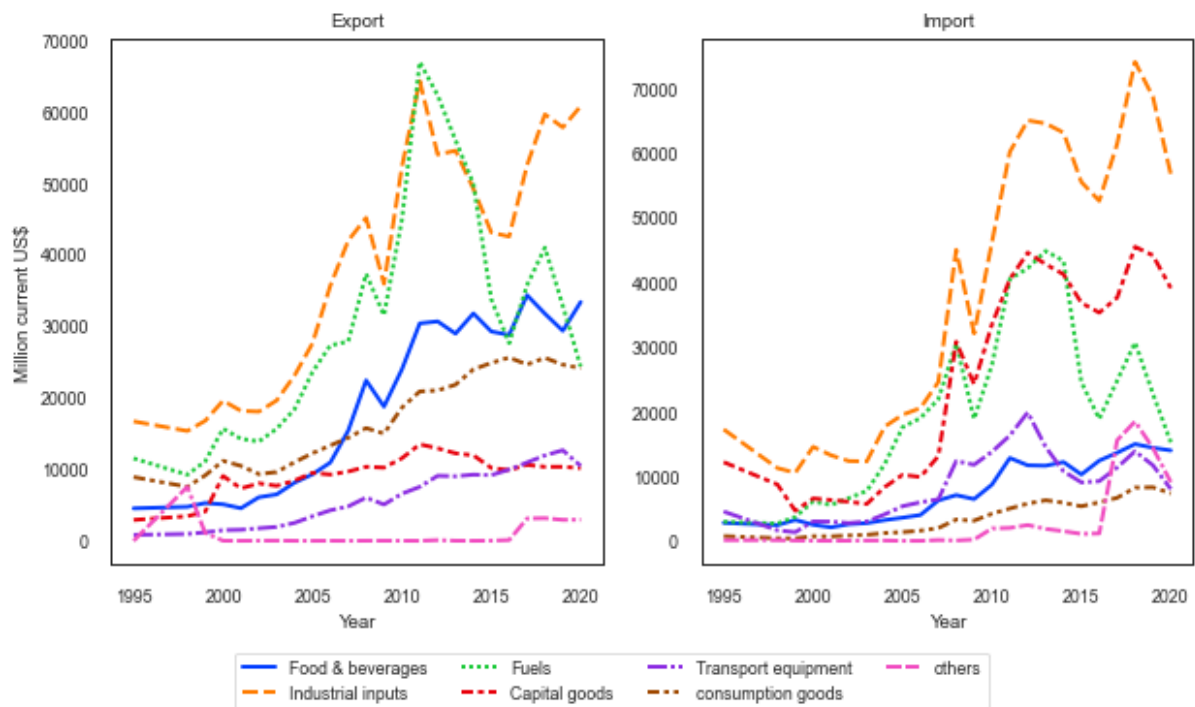 Export
Import
70000
60000
50000
40000
30000
20000
10000
0
Million current US$
1995
2000
2005
2010
2015
2020
Year
70000
60000
50000
40000
30000
20000
10000
0
1995
2000
2005
2010
2015
2020
Year
Food & beverages
Industrial inputs
Fuels
Capital goods
Transport equipment
consumption goods
others